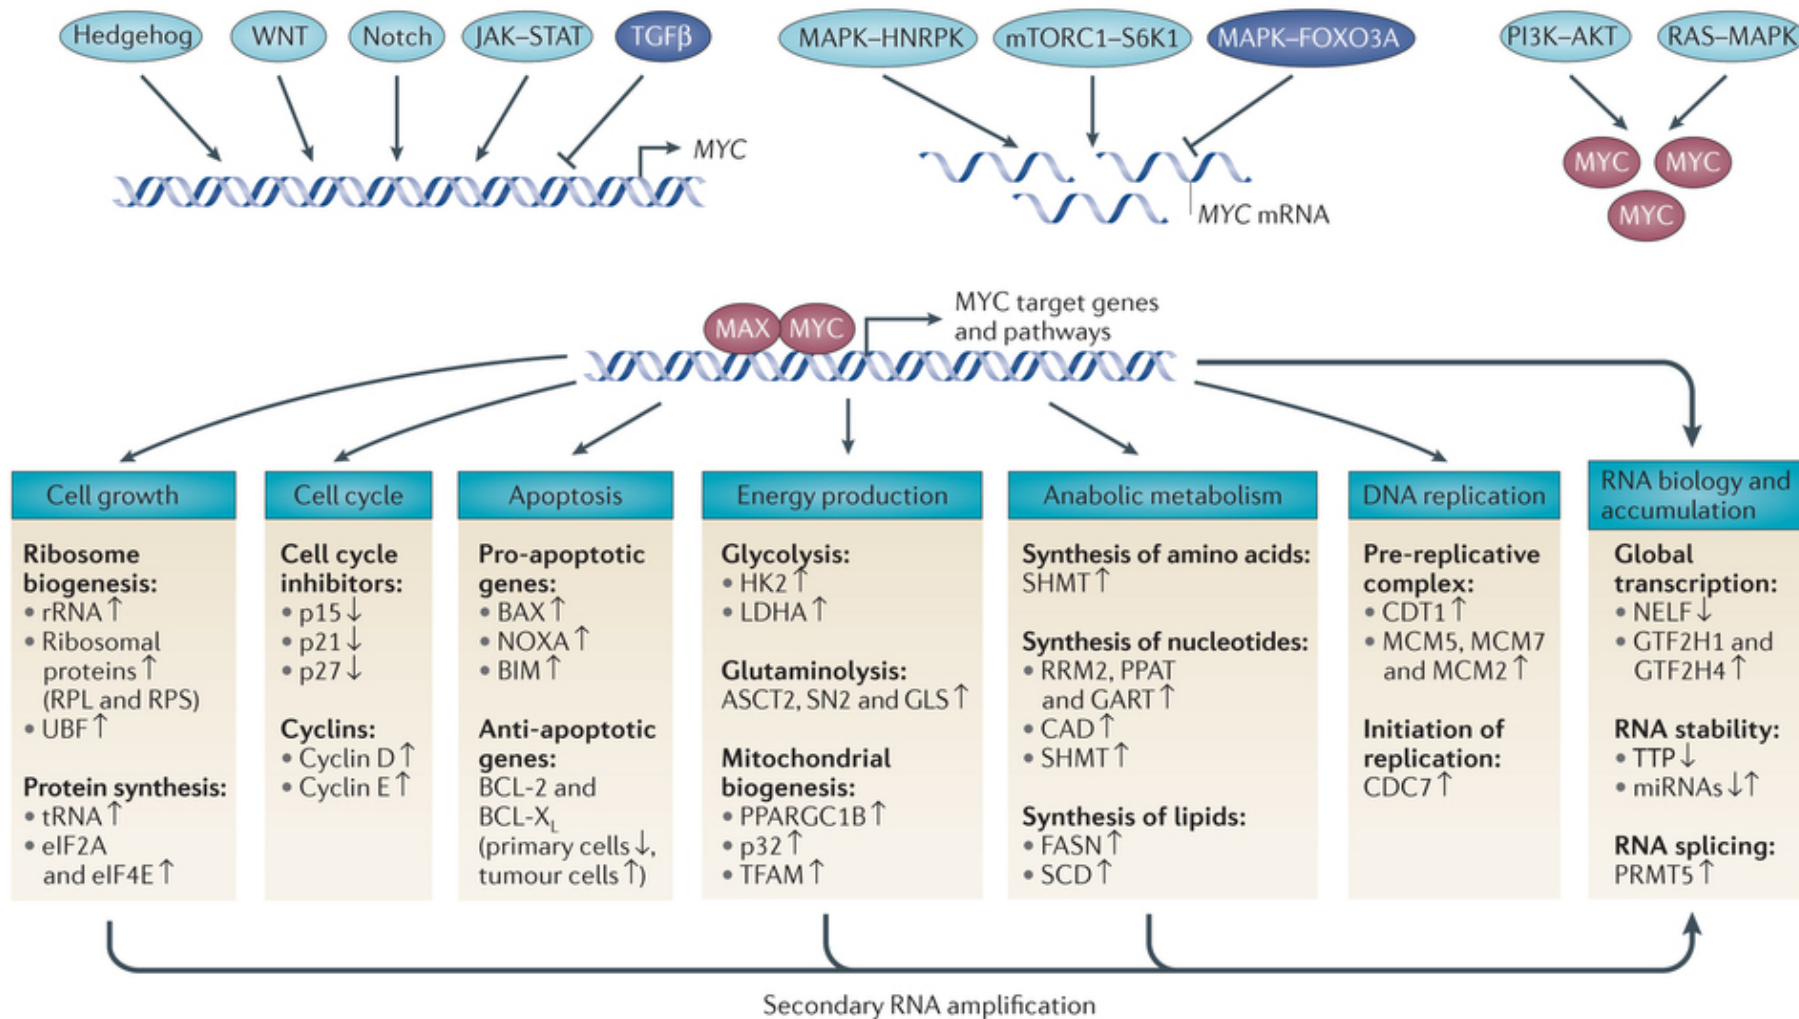 Hedgehog
WNT
Notch
JAK–STAT
TGFβ
MYC
MAPK–HNRPK
mTORC1–S6K1
MAPK–FOXO3A
MYC mRNA
PI3K–AKT
RAS–MAPK
MYC
MYC
MYC
MAX
MYC
MYC target genes
and pathways
Cell growth
Ribosome
biogenesis:
• rRNA ↑
• Ribosomal
proteins ↑
(RPL and RPS)
• UBF ↑
Protein synthesis:
• tRNA ↑
• eIF2A
and eIF4E ↑
Cell cycle
Cell cycle
inhibitors:
• p15 ↓
• p21 ↓
• p27 ↓
Cyclins:
• Cyclin D ↑
• Cyclin E ↑
Apoptosis
Pro-apoptotic
genes:
• BAX ↑
• NOXA ↑
• BIM ↑
Anti-apoptotic
genes:
BCL-2 and
BCL-XL
(primary cells ↓,
tumour cells ↑)
Energy production
Glycolysis:
• HK2 ↑
• LDHA ↑
Glutaminolysis:
ASCT2, SN2 and GLS ↑
Mitochondrial
biogenesis:
• PPARGC1B ↑
• p32 ↑
• TFAM ↑
Anabolic metabolism
Synthesis of amino acids:
SHMT ↑
Synthesis of nucleotides:
• RRM2, PPAT
and GART ↑
• CAD ↑
• SHMT ↑
Synthesis of lipids:
• FASN ↑
• SCD ↑
DNA replication
Pre-replicative
complex:
• CDT1 ↑
• MCM5, MCM7
and MCM2 ↑
Initiation of
replication:
CDC7 ↑
RNA biology and
accumulation
Global
transcription:
• NELF ↓
• GTF2H1 and
GTF2H4 ↑
RNA stability:
• TTP ↓
• miRNAs ↓↑
RNA splicing:
PRMT5 ↑
Secondary RNA amplification